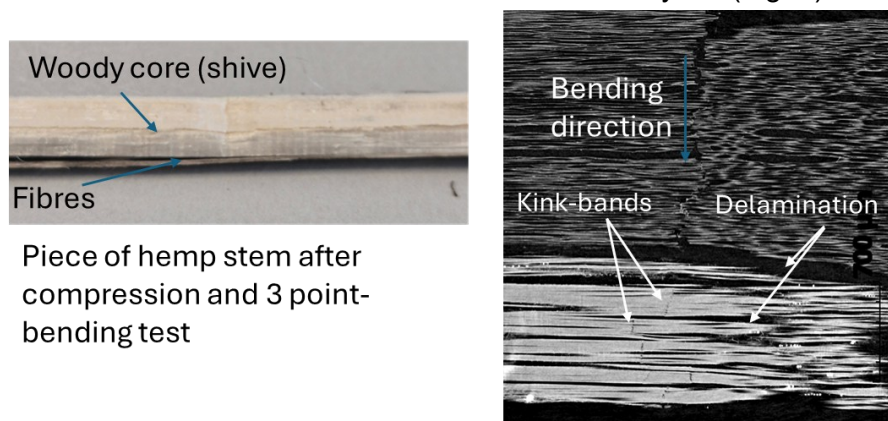 Woody core (shive)
Fibres
Piece of hemp stem after
compression and 3 point-
bending test
Bending
direction
Kink-bands
Delamination